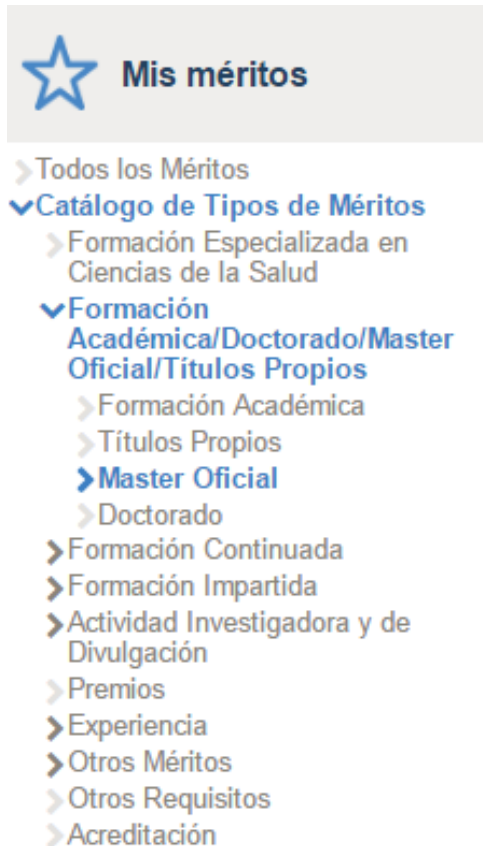 Mis méritos
Todos los Méritos
Catálogo de Tipos de Méritos
Formación Especializada en
Ciencias de la Salud
Formación
Académica/Doctorado/Master
Oficial/Títulos Propios
Formación Académica
Títulos Propios
Master Oficial
Doctorado
Formación Continuada
Formación Impartida
Actividad Investigadora y de
Divulgación
Premios
Experiencia
Otros Méritos
Otros Requisitos
Acreditación